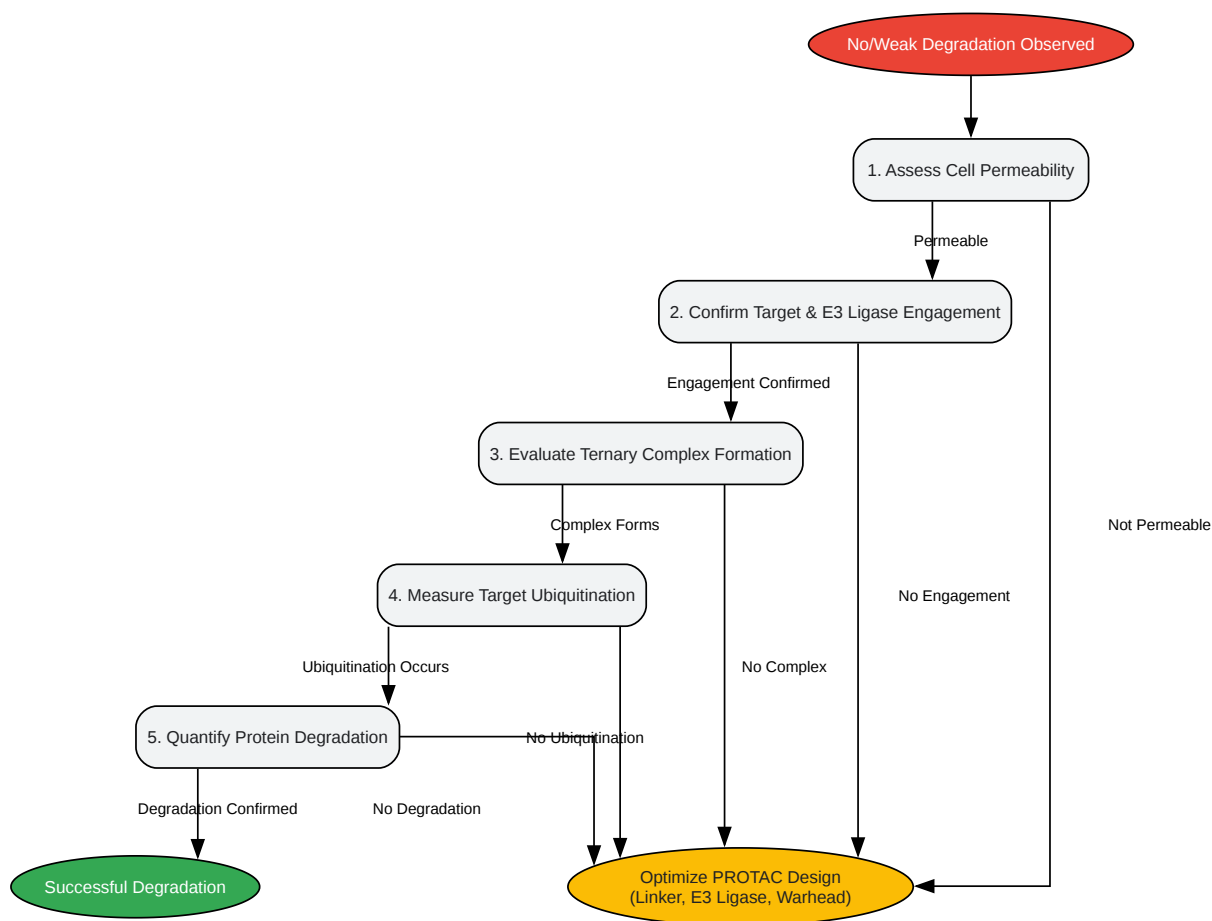 No/Weak Degradation Observed
1. Assess Cell Permeability
Permeable
2. Confirm Target & E3 Ligase Engagement
Engagement Confirmed
3. Evaluate Ternary Complex Formation
Complex Forms
Not Permeable
4. Measure Target Ubiquitination
No Engagement
Ubiquitination Occurs
No Complex
5. Quantify Protein Degradation
No Ubiquitination
Degradation Confirmed
No Degradation
Successful Degradation
Optimize PROTAC Design
(Linker, E3 Ligase, Warhead)